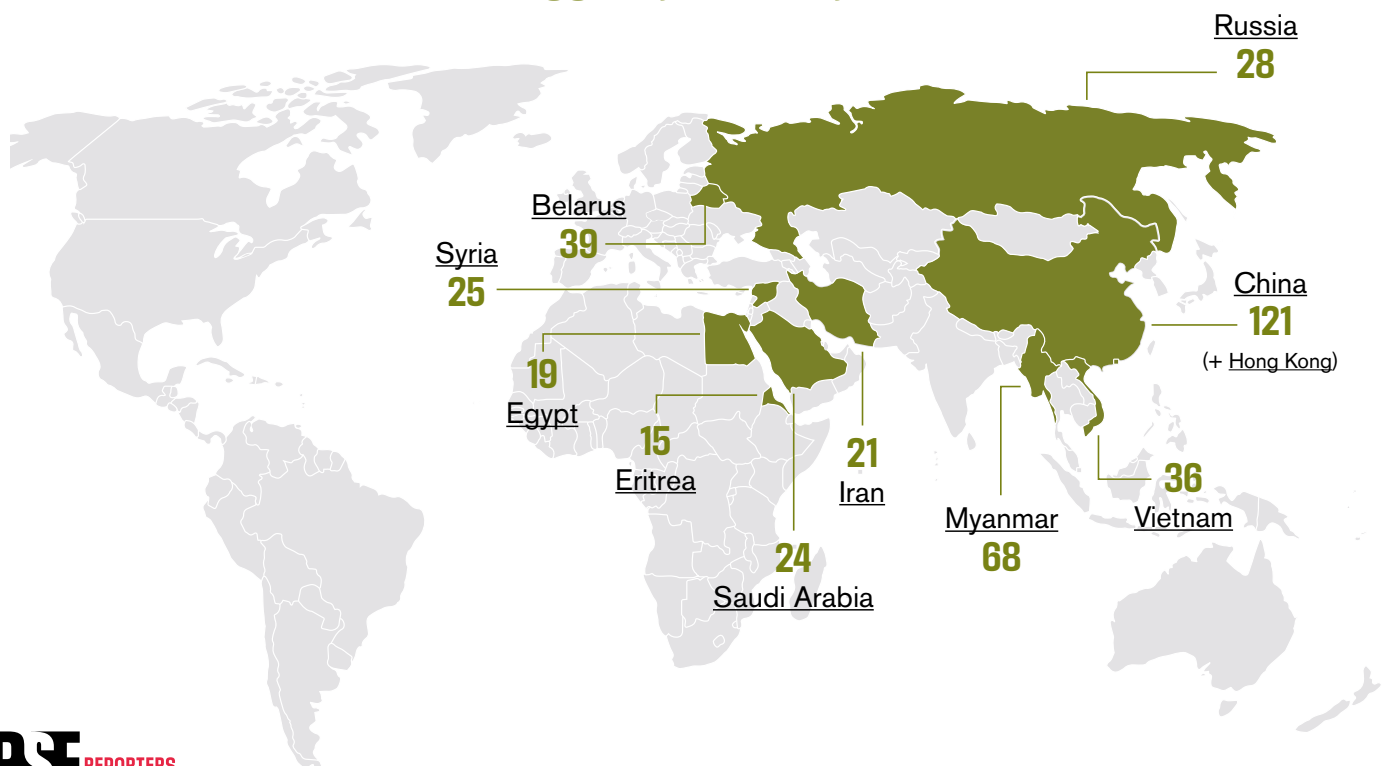 Russia
28
Belarus
39
Syria
25
China
121
(+ Hong Kong)
19
Egypt
15
Eritrea
21
Iran
24
Saudi Arabia
Myanmar
68
36
Vietnam
REPORTERS